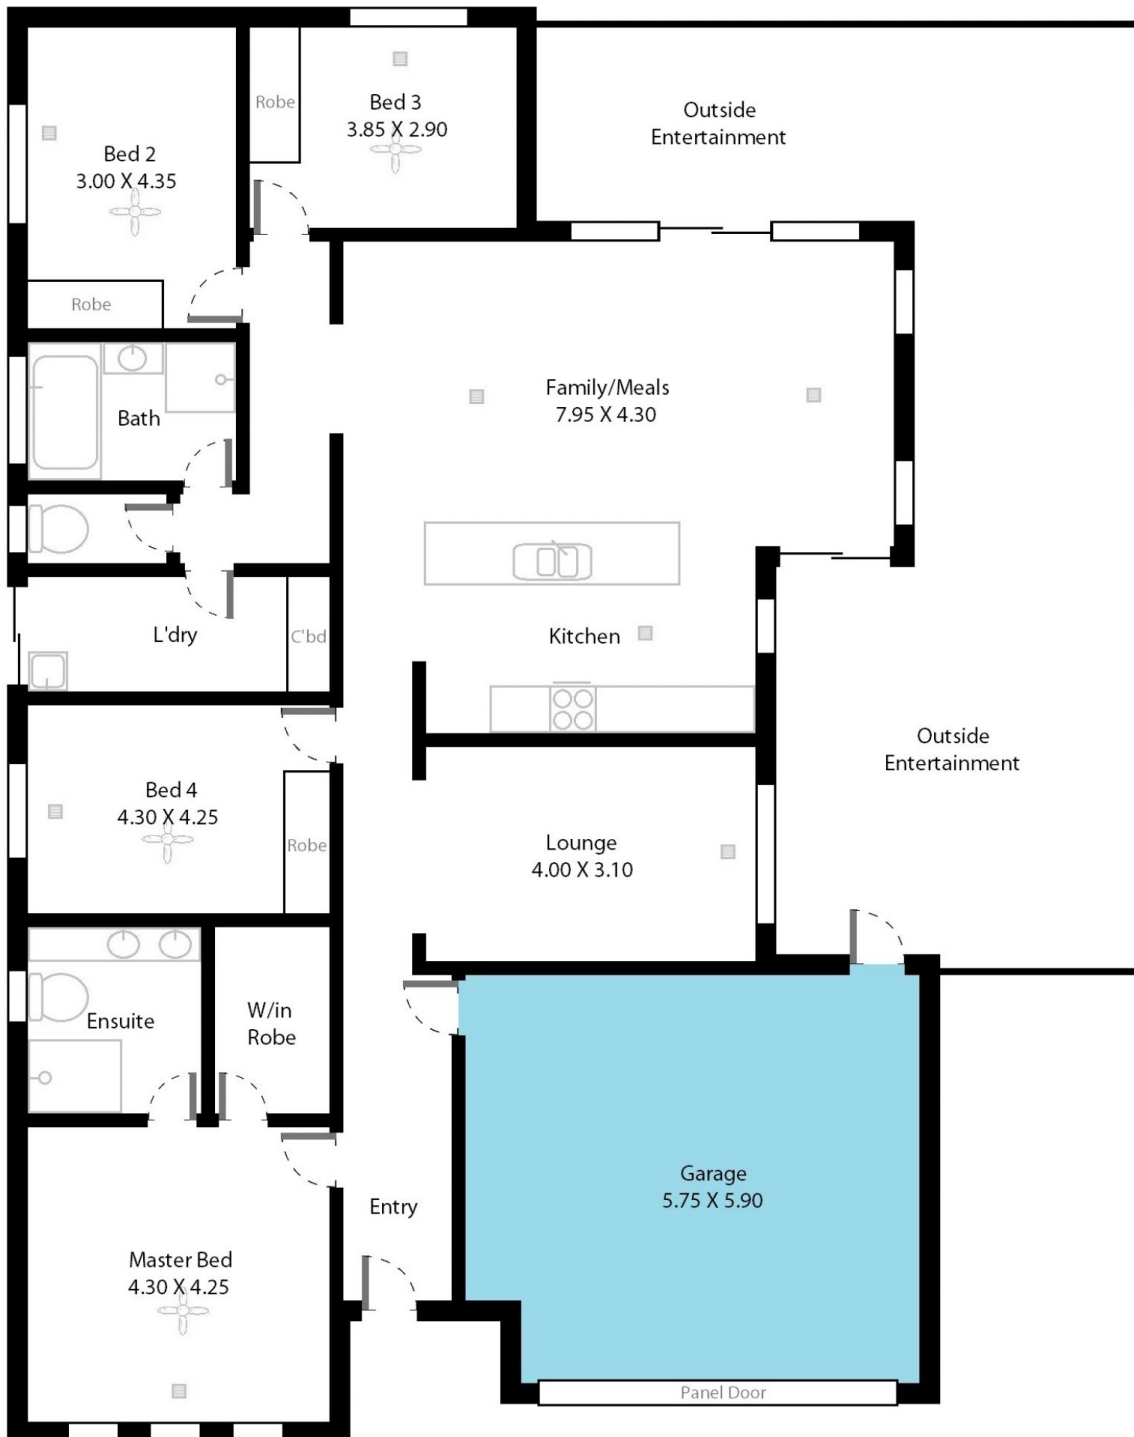 Robe
Bed 3
3.85 X 2.90
Outside
Entertainment
Bed 2
3.00 X 4.35
Robe
Bath
Family/Meals
7.95 X 4.30
L'dry
C'bd
Kitchen
Outside
Entertainment
Bed 4
4.30 X 4.25
Robe
Lounge
4.00 X 3.10
Ensuite
W/in
Robe
Garage
5.75 X 5.90
Entry
Master Bed
4.30 X 4.25
Panel Door